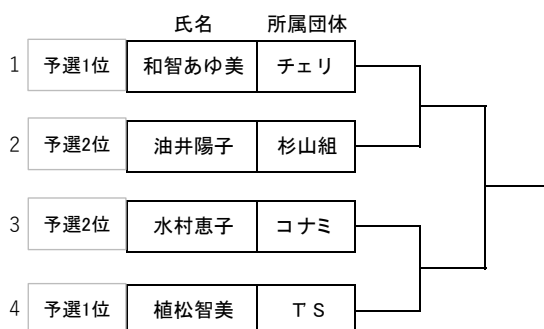 氏名 所属団体
1 予選1位 和智あゆ美 チェリ
2 予選2位 油井陽子 杉山組
3 予選2位 水村恵子 コナミ
4 予選1位 植松智美 T'S